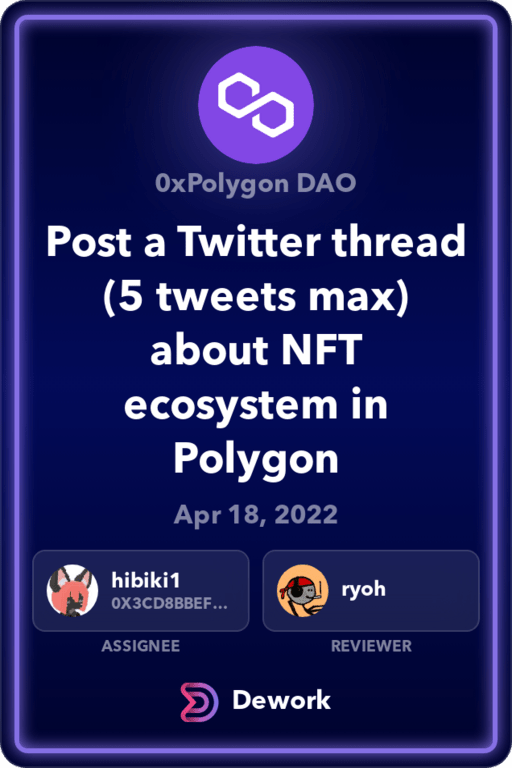 0xPolygon DAO
Post a Twitter thread
(5 tweets max)
about NFT
ecosystem in
Polygon
Apr 18, 2022
hibiki1
0X3CD8BBEF...
ryoh
ASSIGNEE
REVIEWER
Dework